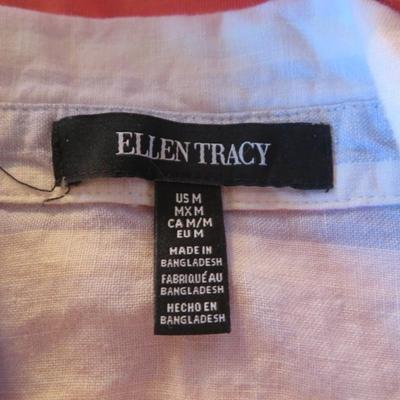 ELLEN TRACY
US M
MX M
CA M/M
EU M
MADE IN
BANGLADESH
FABRIQUÉ AU
BANGLADESH
HECHO EN
BANGLADESH